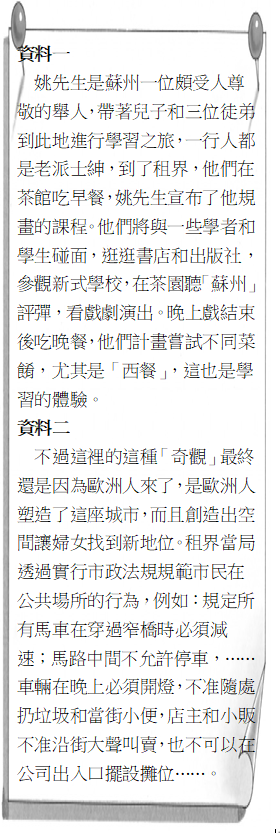 資料一
姚先生是蘇州一位頗受人尊
敬的舉人，帶著兒子和三位徒弟
到此地進行學習之旅，一行人都
是老派士紳，到了租界，他們在
茶館吃早餐，姚先生宣布了他規
畫的課程。他們將與一些學者和
學生碰面，逛逛書店和出版社，
參觀新式學校，在茶園聽「蘇州」
評彈，看戲劇演出。晚上戲結束
後吃晚餐，他們計畫嘗試不同菜
餚，尤其是「西餐」，這也是學
習的體驗。
資料二
不過這裡的這種「奇觀」最終
還是因為歐洲人來了，是歐洲人
塑造了這座城市，而且創造出空
間讓婦女找到新地位。租界當局
透過實行市政法規規範市民在
公共場所的行為，例如：規定所
有馬車在穿過窄橋時必須減
速；馬路中間不允許停車，……
車輛在晚上必須開燈，不准隨處
扔垃圾和當街小便，店主和小販
不准沿街大聲叫賣，也不可以在
公司出入口擺設攤位……。